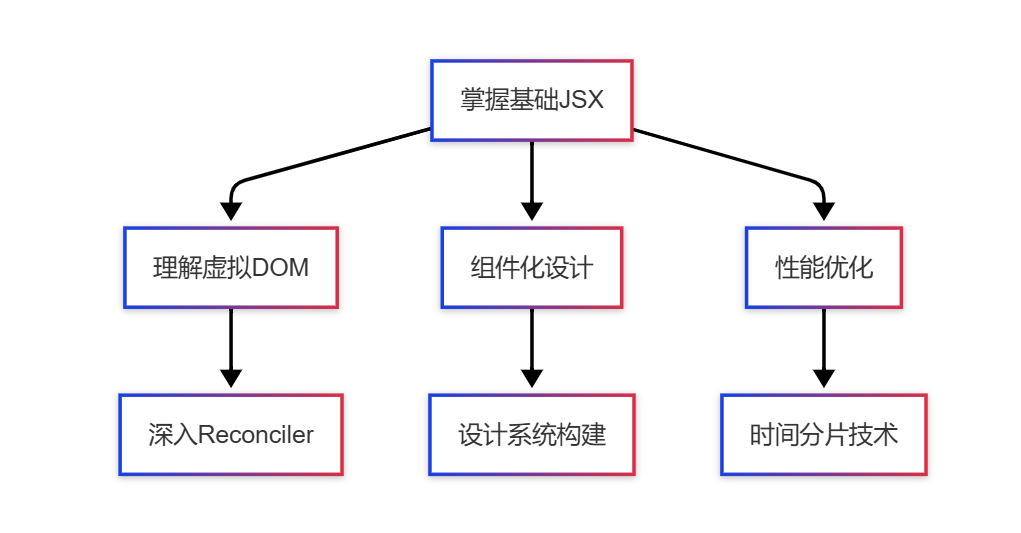 掌握基础JSX
理解虚拟DOM
组件化设计
性能优化
深入Reconciler
设计系统构建
时间分片技术